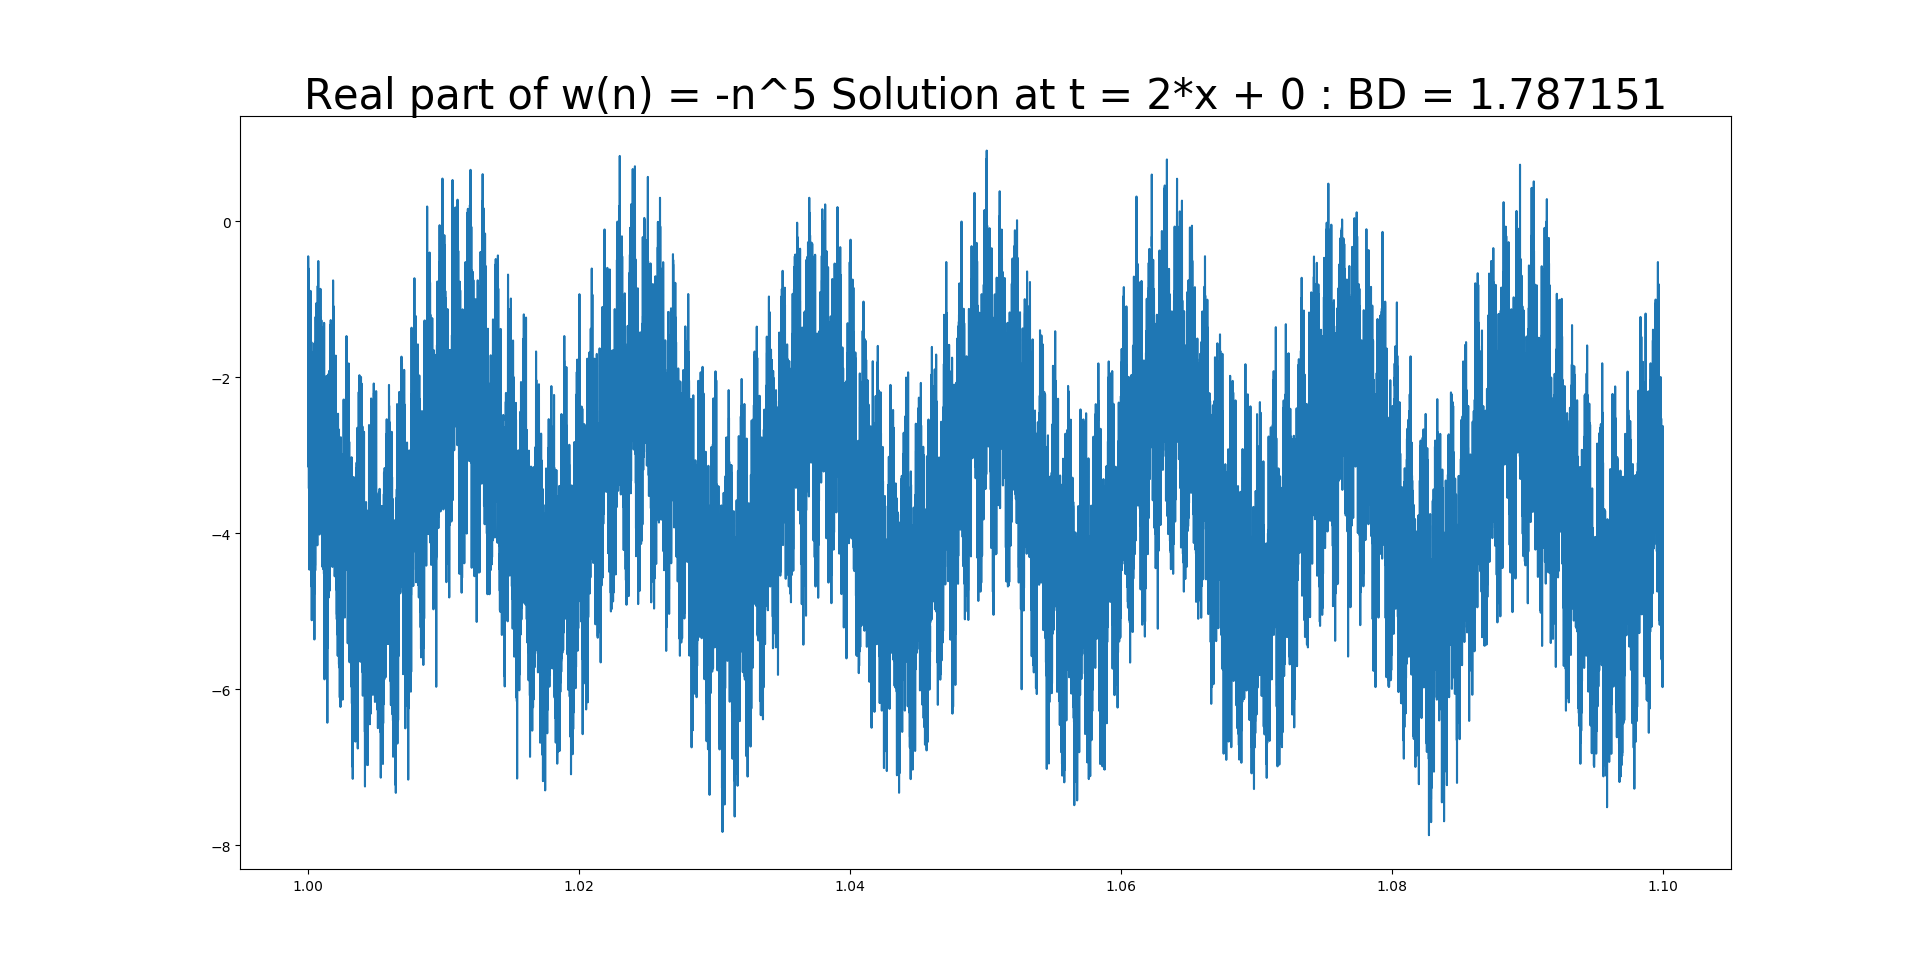 Real part of w(n) = -n^5 Solution at t = 2*x + 0 : BD = 1.787151
0
−2
−4
−6
−8
1.00 1.02 1.04 1.06 1.08 1.10